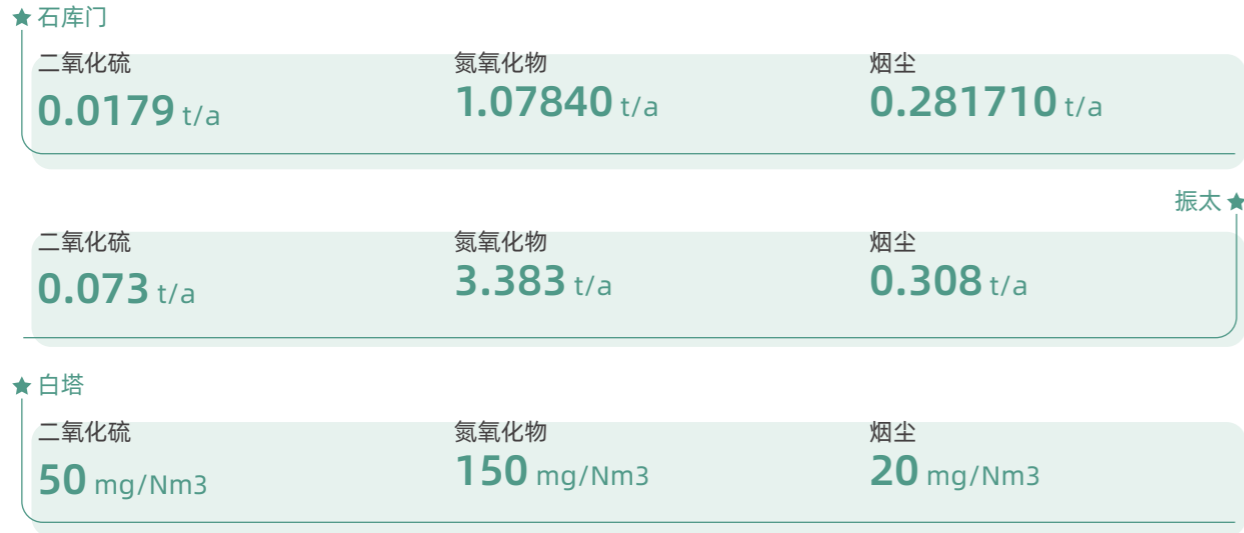 石库门
二氧化硫 氮氧化物 烟尘
0.0179 t/a 1.07840 t/a 0.281710 t/a
振太
二氧化硫 氮氧化物 烟尘
0.073 t/a 3.383 t/a 0.308 t/a
白塔
二氧化硫 氮氧化物 烟尘
50 mg/Nm3 150 mg/Nm3 20 mg/Nm3